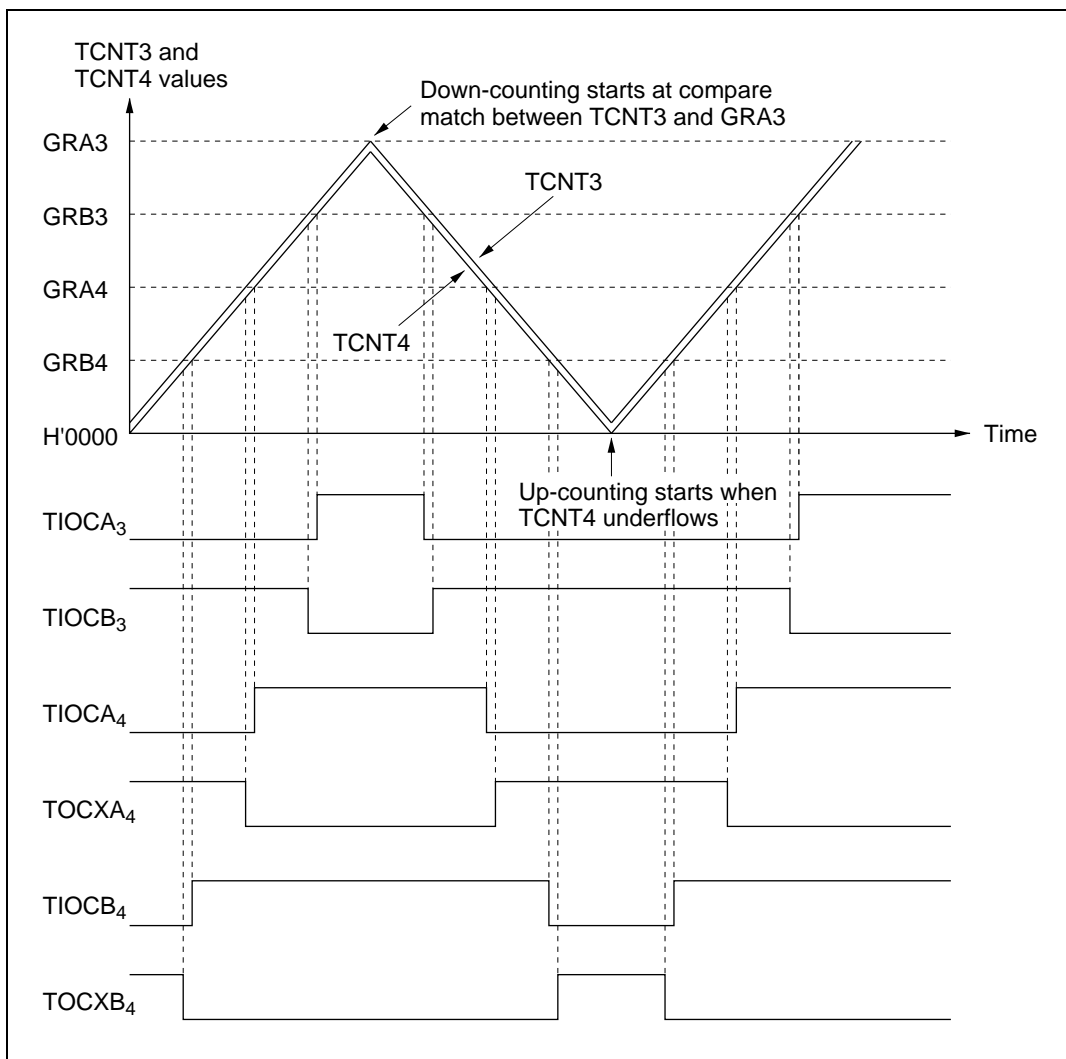 TCNT3 and
TCNT4 values
Down-counting starts at compare
match between TCNT3 and GRA3
GRA3
TCNT3
GRB3
GRA4
TCNT4
GRB4
H'0000
Time
Up-counting starts when
TCNT4 underflows
TIOCA3
TIOCB3
TIOCA4
TOCXA4
TIOCB4
TOCXB4